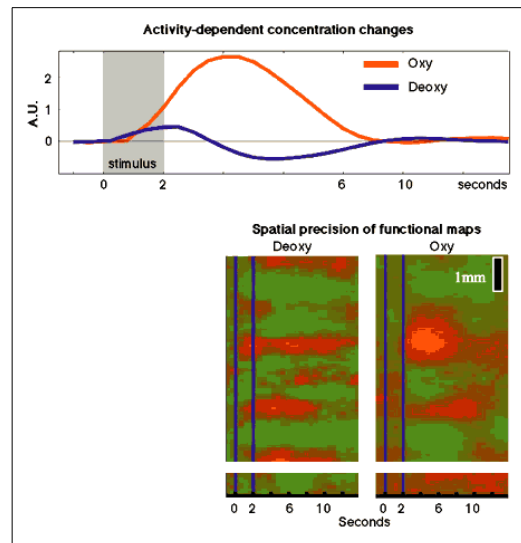 Activity-dependent concentration changes
Oxy
Deoxy
A.U.
2
1
0
stimulus
0 2 6 10 seconds
Spatial precision of functional maps
Deoxy Oxy
1mm
0 2 6 10 0 2 6 10
Seconds